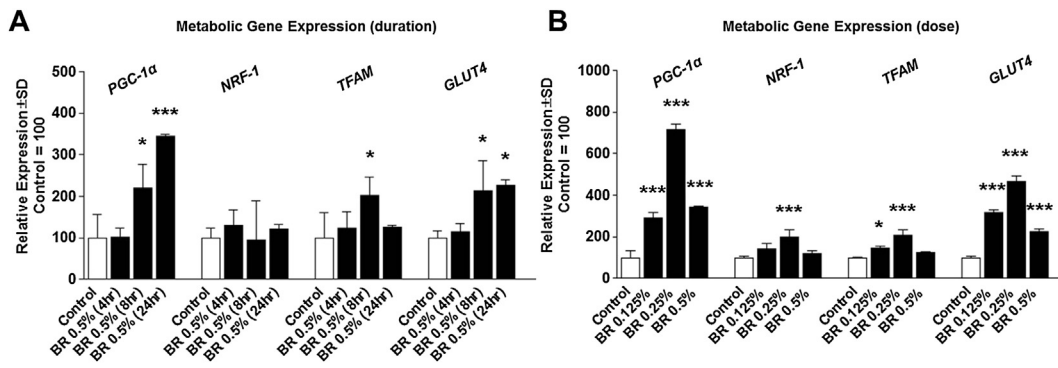 A
Metabolic Gene Expression (duration)
Relative Expression±SD
Control = 100
500
400
300
200
100
0
PGC-1α
NRF-1
TFAM
GLUT4
*
***
*
*
*
Control
BR 0.5% (4hr)
BR 0.5% (8hr)
BR 0.5% (24hr)
Control
BR 0.5% (4hr)
BR 0.5% (8hr)
BR 0.5% (24hr)
Control
BR 0.5% (4hr)
BR 0.5% (8hr)
BR 0.5% (24hr)
Control
BR 0.5% (4hr)
BR 0.5% (8hr)
BR 0.5% (24hr)
B
Metabolic Gene Expression (dose)
Relative Expression±SD
Control = 100
1000
800
600
400
200
0
PGC-1α
NRF-1
TFAM
GLUT4
***
***
***
***
*
***
***
***
***
Control
BR 0.125%
BR 0.25%
BR 0.5%
Control
BR 0.125%
BR 0.25%
BR 0.5%
Control
BR 0.125%
BR 0.25%
BR 0.5%
Control
BR 0.125%
BR 0.25%
BR 0.5%